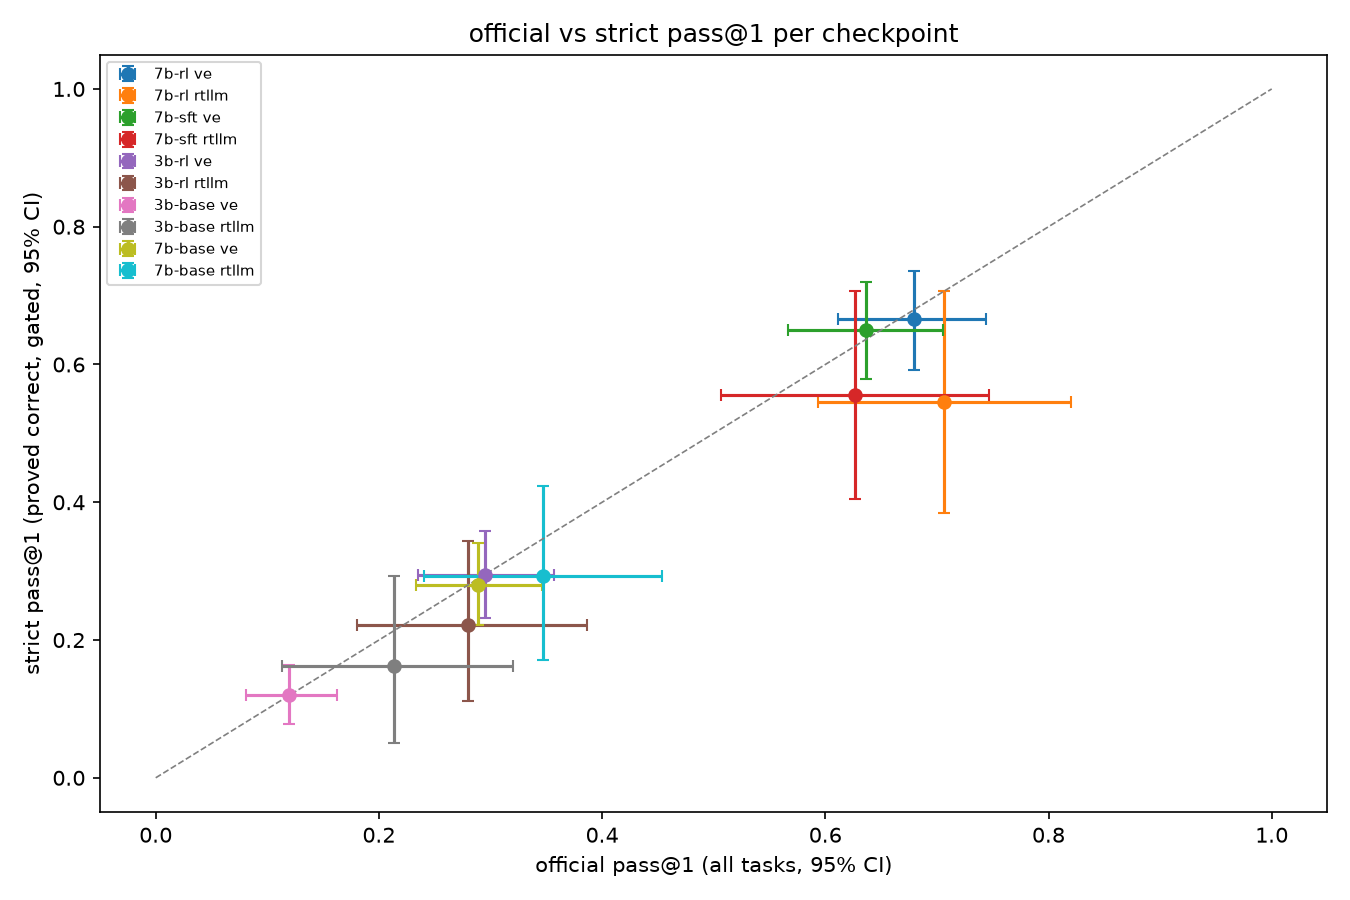 official vs strict pass@1 per checkpoint
7b-rl ve
7b-rl rtllm
7b-sft ve
7b-sft rtllm
3b-rl ve
3b-rl rtllm
3b-base ve
3b-base rtllm
7b-base ve
7b-base rtllm
strict pass@1 (proved correct, gated, 95% CI)
1.0
0.8
0.6
0.4
0.2
0.0
0.0 0.2 0.4 0.6 0.8 1.0
official pass@1 (all tasks, 95% CI)